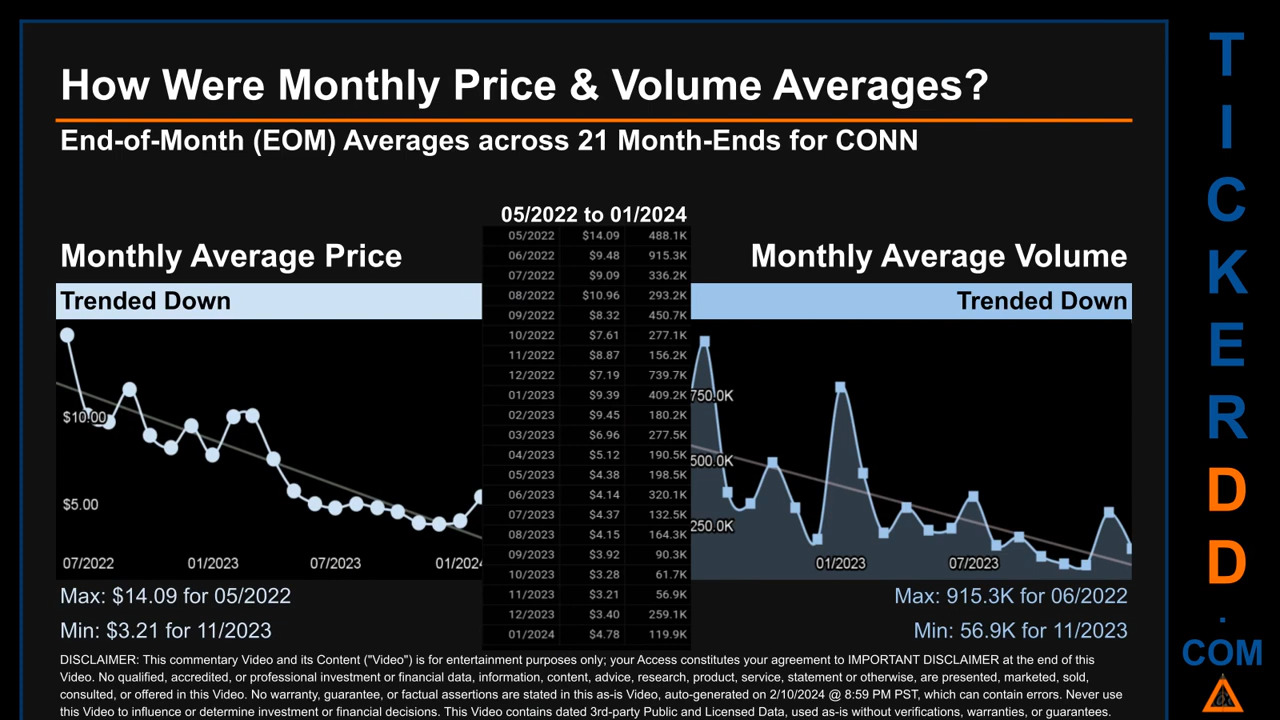 How Were Monthly Price & Volume Averages?
End-of-Month (EOM) Averages across 21 Month-Ends for CONN
05/2022 to 01/2024
Monthly Average Price
Trended Down
$10.00
$5.00
07/2022 01/2023 07/2023 01/2024
Max: $14.09 for 05/2022
Min: $3.21 for 11/2023
05/2022 $14.09 488.1K
06/2022 $9.48 915.3K
07/2022 $9.09 336.2K
08/2022 $10.96 293.2K
09/2022 $8.32 450.7K
10/2022 $7.61 277.1K
11/2022 $8.87 156.2K
12/2022 $7.19 739.7K
01/2023 $9.39 409.2K
02/2023 $9.45 180.2K
03/2023 $6.96 277.5K
04/2023 $5.12 190.5K
05/2023 $4.38 198.5K
06/2023 $4.14 320.1K
07/2023 $4.37 132.5K
08/2023 $4.15 164.3K
09/2023 $3.92 90.3K
10/2023 $3.28 61.7K
11/2023 $3.21 56.9K
12/2023 $3.40 259.1K
01/2024 $4.78 119.9K
Monthly Average Volume
Trended Down
750.0K
500.0K
250.0K
01/2023 07/2023
Max: 915.3K for 06/2022
Min: 56.9K for 11/2023
DISCLAIMER: This commentary Video and its Content ("Video") is for entertainment purposes only; your Access constitutes your agreement to IMPORTANT DISCLAIMER at the end of this
Video. No qualified, accredited, or professional investment or financial data, information, content, advice, research, product, service, statement or otherwise, are presented, marketed, sold,
consulted, or offered in this Video. No warranty, guarantee, or factual assertions are stated in this as-is Video, auto-generated on 2/10/2024 @ 8:59 PM PST, which can contain errors. Never use
this Video to influence or determine investment or financial decisions. This Video contains dated 3rd-party Public and Licensed Data, used as-is without verifications, warranties, or guarantees.
T
I
C
K
E
R
D
D
.
COM